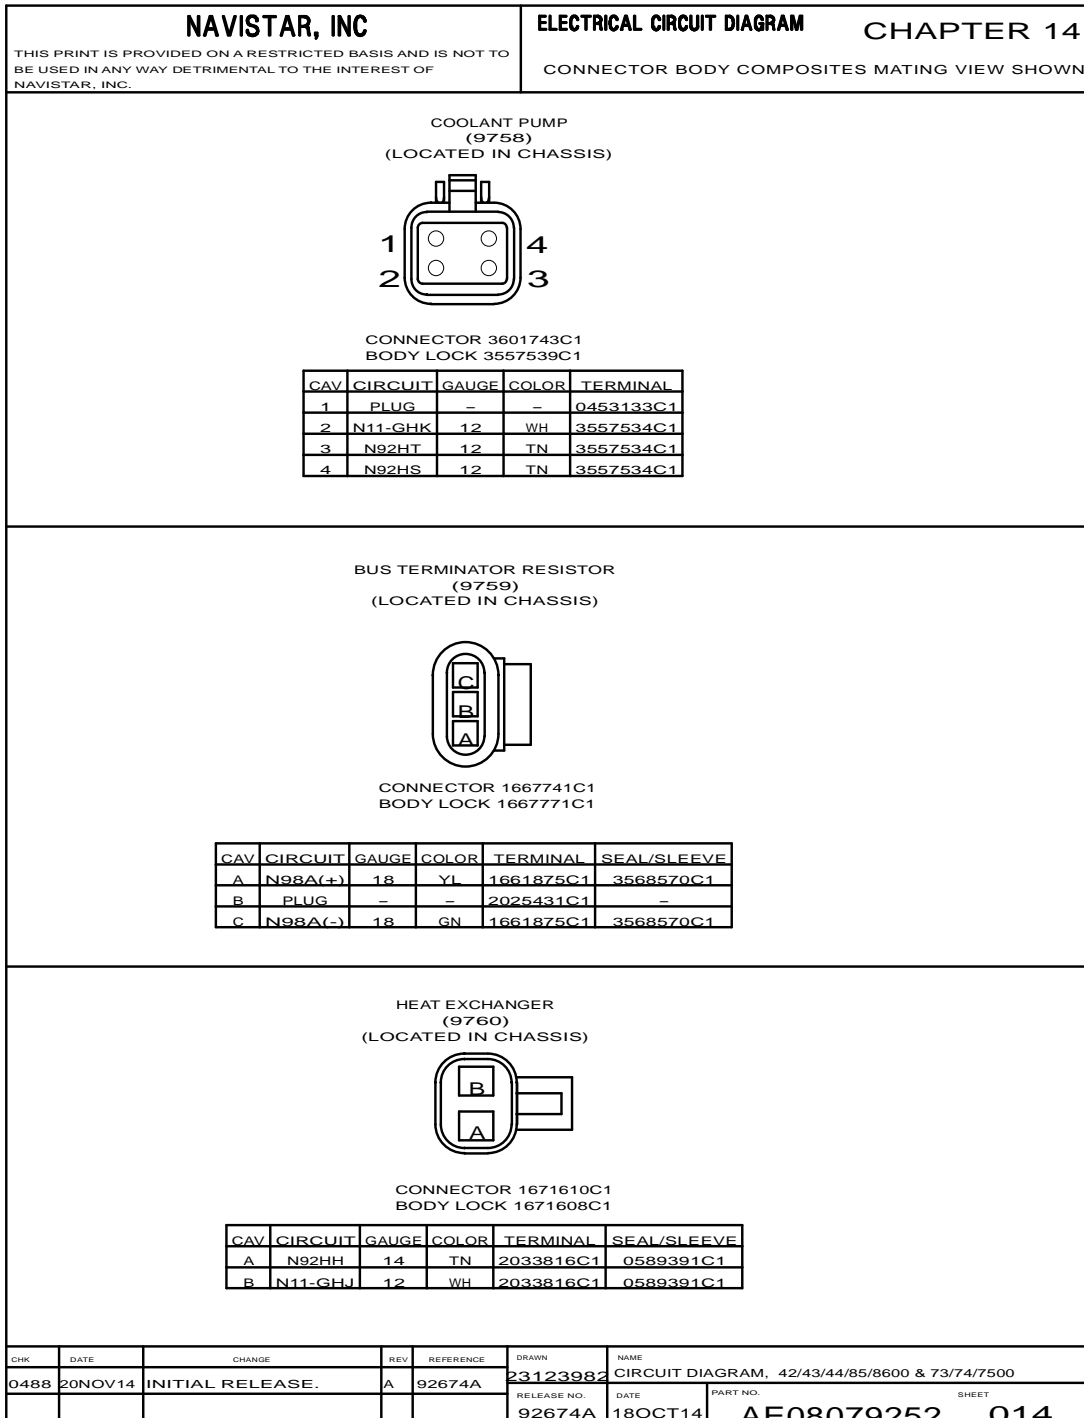 NAVISTAR, INC
THIS PRINT IS PROVIDED ON A RESTRICTED BASIS AND IS NOT TO
BE USED IN ANY WAY DETRIMENTAL TO THE INTEREST OF
NAVISTAR, INC.
ELECTRICAL CIRCUIT DIAGRAM CHAPTER 14
CONNECTOR BODY COMPOSITES MATING VIEW SHOWN
COOLANT PUMP
(9758)
(LOCATED IN CHASSIS)
1 4
2 3
CONNECTOR 3601743C1
BODY LOCK 3557539C1
CAV CIRCUIT GAUGE COLOR TERMINAL
1 PLUG – – 0453133C1
2 N11-GHK 12 WH 3557534C1
3 N92HT 12 TN 3557534C1
4 N92HS 12 TN 3557534C1
BUS TERMINATOR RESISTOR
(9759)
(LOCATED IN CHASSIS)
C
B
A
CONNECTOR 1667741C1
BODY LOCK 1667771C1
CAV CIRCUIT GAUGE COLOR TERMINAL SEAL/SLEEVE
A N98A(+) 18 YL 1661875C1 3568570C1
B PLUG – – 2025431C1 –
C N98A(-) 18 GN 1661875C1 3568570C1
HEAT EXCHANGER
(9760)
(LOCATED IN CHASSIS)
B
A
CONNECTOR 1671610C1
BODY LOCK 1671608C1
CAV CIRCUIT GAUGE COLOR TERMINAL SEAL/SLEEVE
A N92HH 14 TN 2033816C1 0589391C1
B N11-GHJ 12 WH 2033816C1 0589391C1
CHK DATE CHANGE REV REFERENCE DRAWN NAME
0488 20NOV14 INITIAL RELEASE. A 92674A 23123982 CIRCUIT DIAGRAM, 42/43/44/85/8600 & 73/74/7500
RELEASE NO. DATE PART NO. SHEET
92674A 18OCT14 AE08079252 014